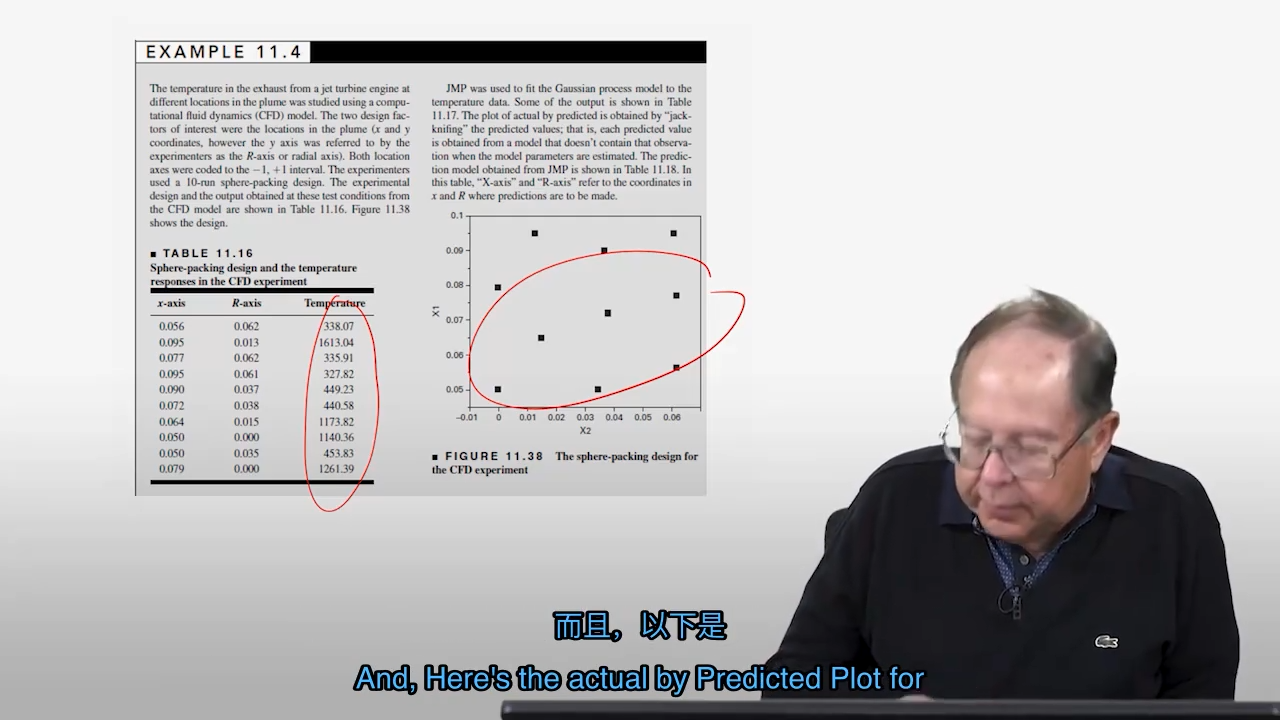 EXAMPLE 11.4
The temperature in the exhaust from a jet turbine engine at
different locations in the plume was studied using a compu-
tational fluid dynamics (CFD) model. The two design fac-
tors of interest were the locations in the plume (x and y
coordinates, however the y axis was referred to by the
experimenters as the R-axis or radial axis). Both location
axes were coded to the −1, +1 interval. The experimenters
used a 10-run sphere-packing design. The experimental
design and the output obtained at these test conditions from
the CFD model are shown in Table 11.16. Figure 11.38
shows the design.
■ TABLE 11.16
Sphere-packing design and the temperature
responses in the CFD experiment
x-axis R-axis Temperature
0.056 0.062 338.07
0.095 0.013 1613.04
0.077 0.062 335.91
0.095 0.061 327.82
0.090 0.037 449.23
0.072 0.038 440.58
0.064 0.015 1173.82
0.050 0.000 1140.36
0.050 0.035 453.83
0.079 0.000 1261.39
JMP was used to fit the Gaussian process model to the
temperature data. Some of the output is shown in Table
11.17. The plot of actual by predicted is obtained by “jack-
knifing” the predicted values; that is, each predicted value
is obtained from a model that doesn’t contain that observa-
tion when the model parameters are estimated. The predic-
tion model obtained from JMP is shown in Table 11.18. In
this table, “X-axis” and “R-axis” refer to the coordinates in
x and R where predictions are to be made.
0.1
0.09
0.08
0.07
0.06
0.05
X1
−0.01 0 0.01 0.02 0.03 0.04 0.05 0.06
X2
■ FIGURE 11.38 The sphere-packing design for
the CFD experiment
而且，以下是
And, Here's the actual by Predicted Plot for